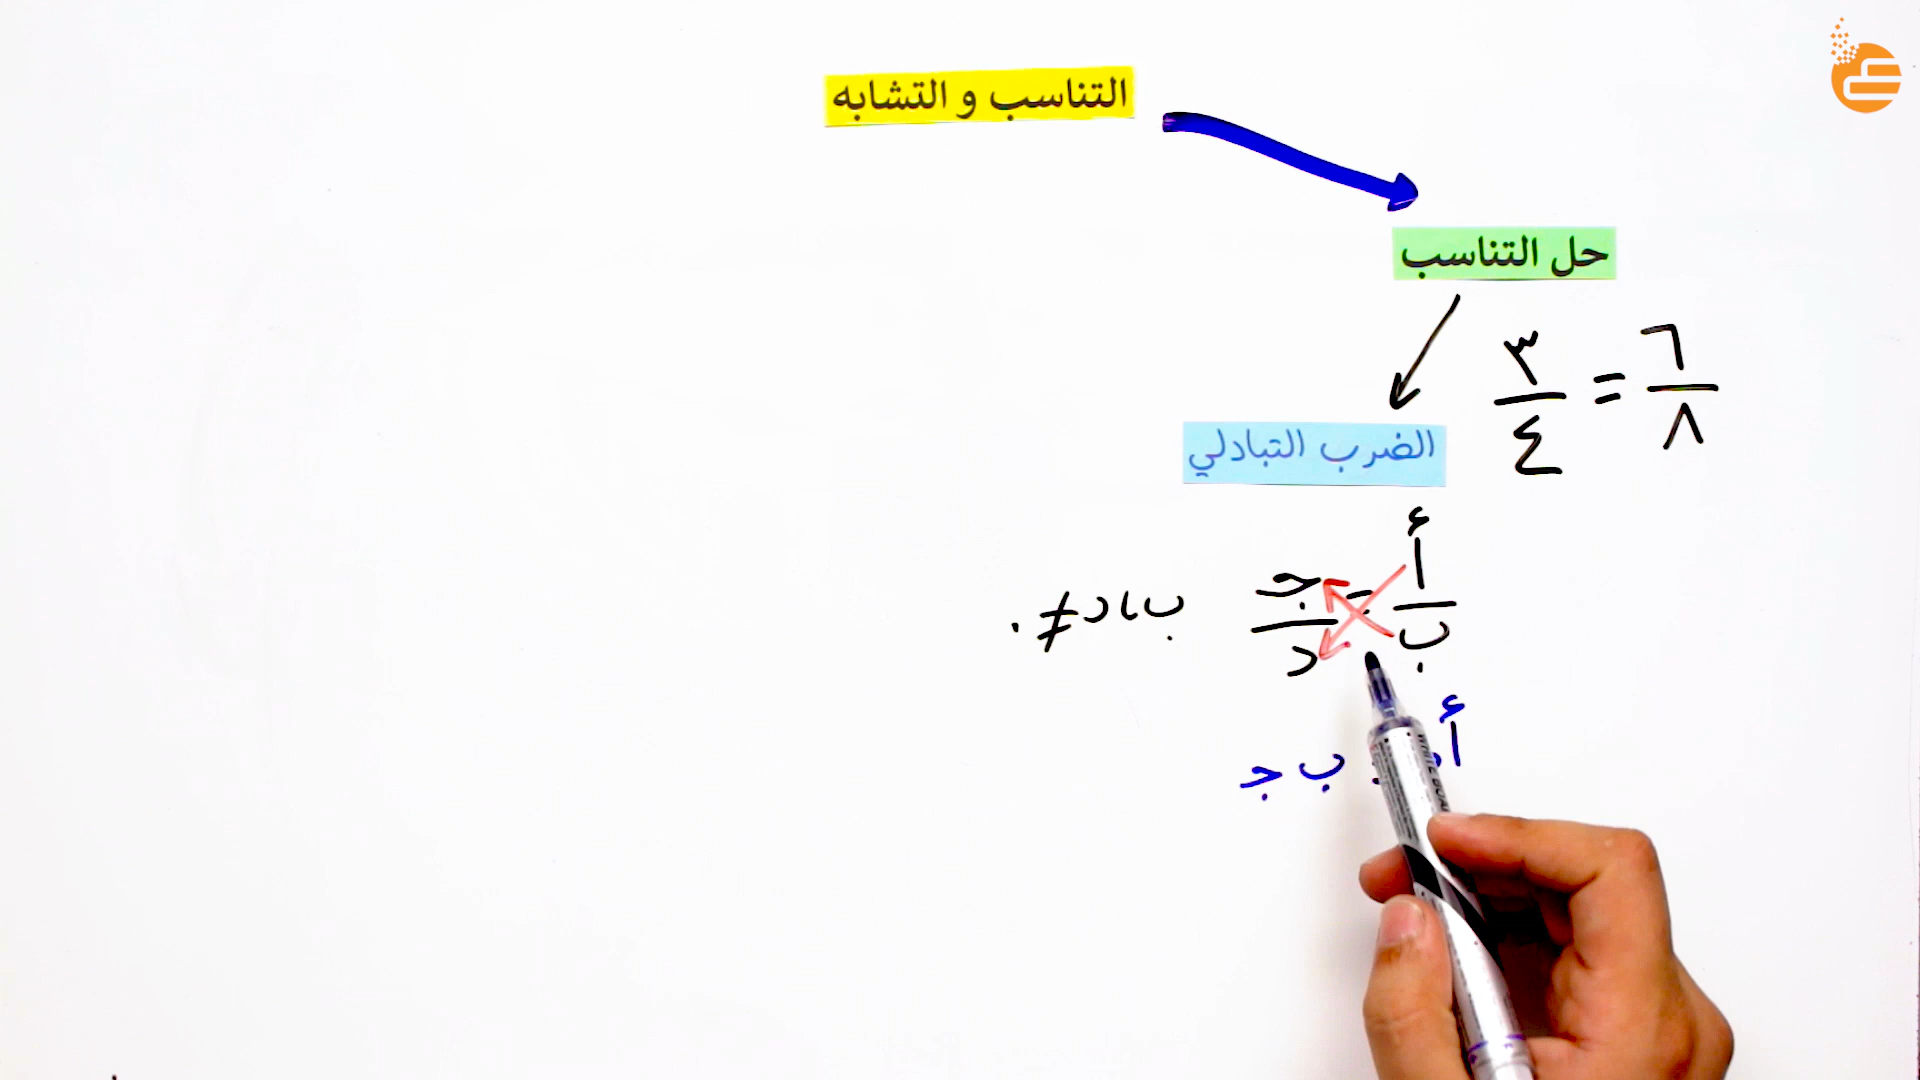 التناسب و التشابه
حل التناسب
٦/٨ = ٣/٤
الضرب التبادلي
أ/ب = جـ/د ب، د ≠ ٠
أ = ب جـ